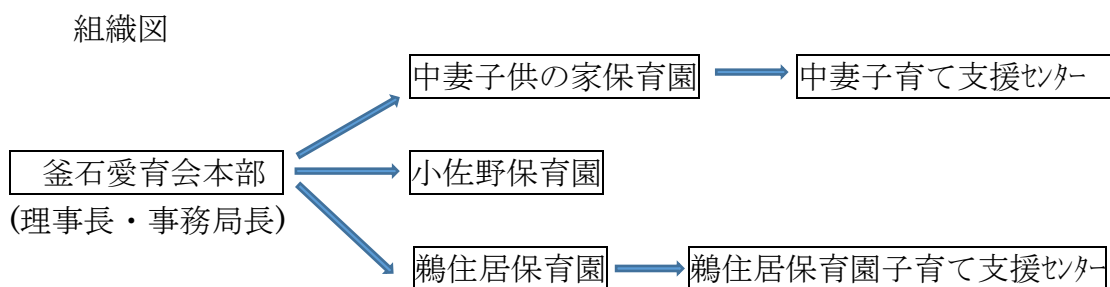 組織図
中妻子供の家保育園
中妻子育て支援ｾﾝﾀｰ
釜石愛育会本部
(理事長・事務局長)
小佐野保育園
鵜住居保育園
鵜住居保育園子育て支援ｾﾝﾀｰ